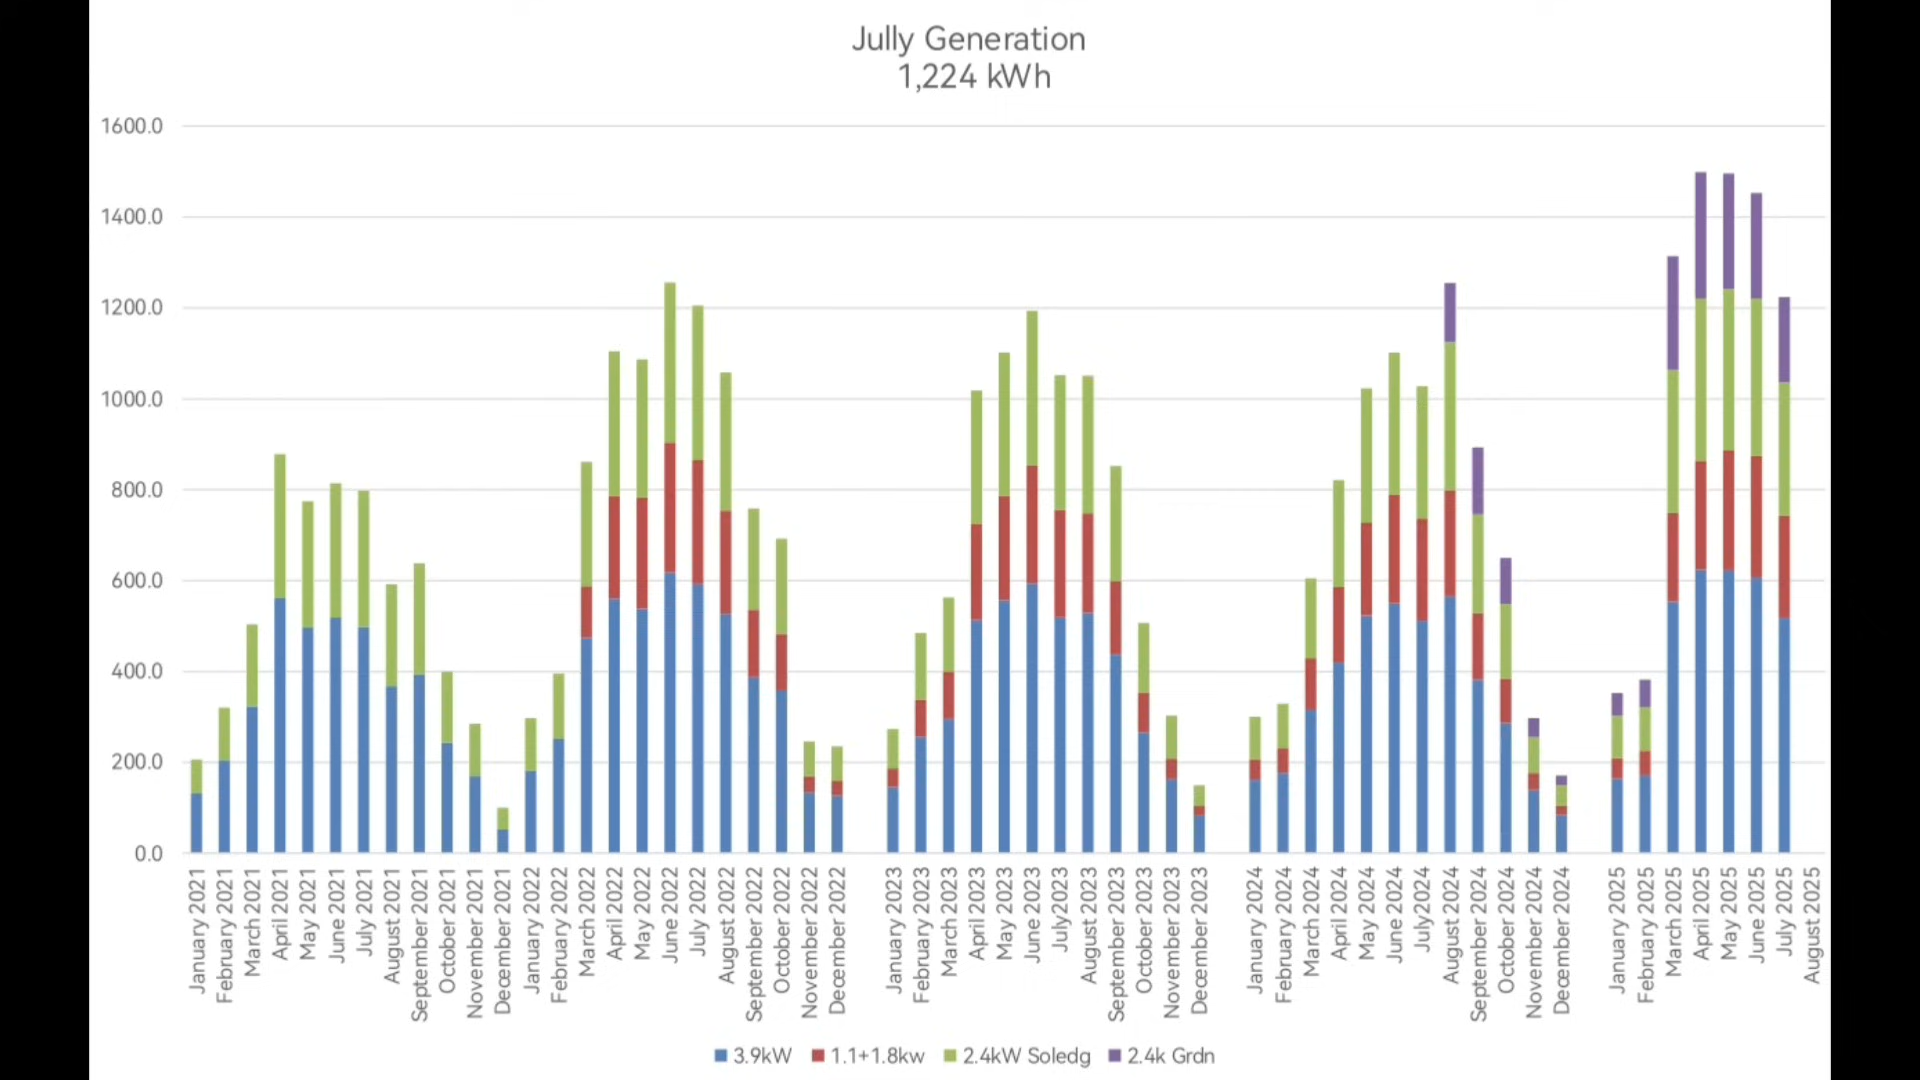 Jully Generation
1,224 kWh
1600.0
1400.0
1200.0
1000.0
800.0
600.0
400.0
200.0
0.0
January 2021
February 2021
March 2021
April 2021
May 2021
June 2021
July 2021
August 2021
September 2021
October 2021
November 2021
December 2021
January 2022
February 2022
March 2022
April 2022
May 2022
June 2022
July 2022
August 2022
September 2022
October 2022
November 2022
December 2022
January 2023
February 2023
March 2023
April 2023
May 2023
June 2023
July2023
August 2023
September 2023
October 2023
November 2023
December 2023
January 2024
February 2024
March 2024
April 2024
May 2024
June 2024
July2024
August 2024
September 2024
October 2024
November 2024
December 2024
January 2025
February 2025
March 2025
April 2025
May 2025
June 2025
July 2025
August 2025
3.9kW 1.1+1.8kw 2.4kW Soledg 2.4k Grdn